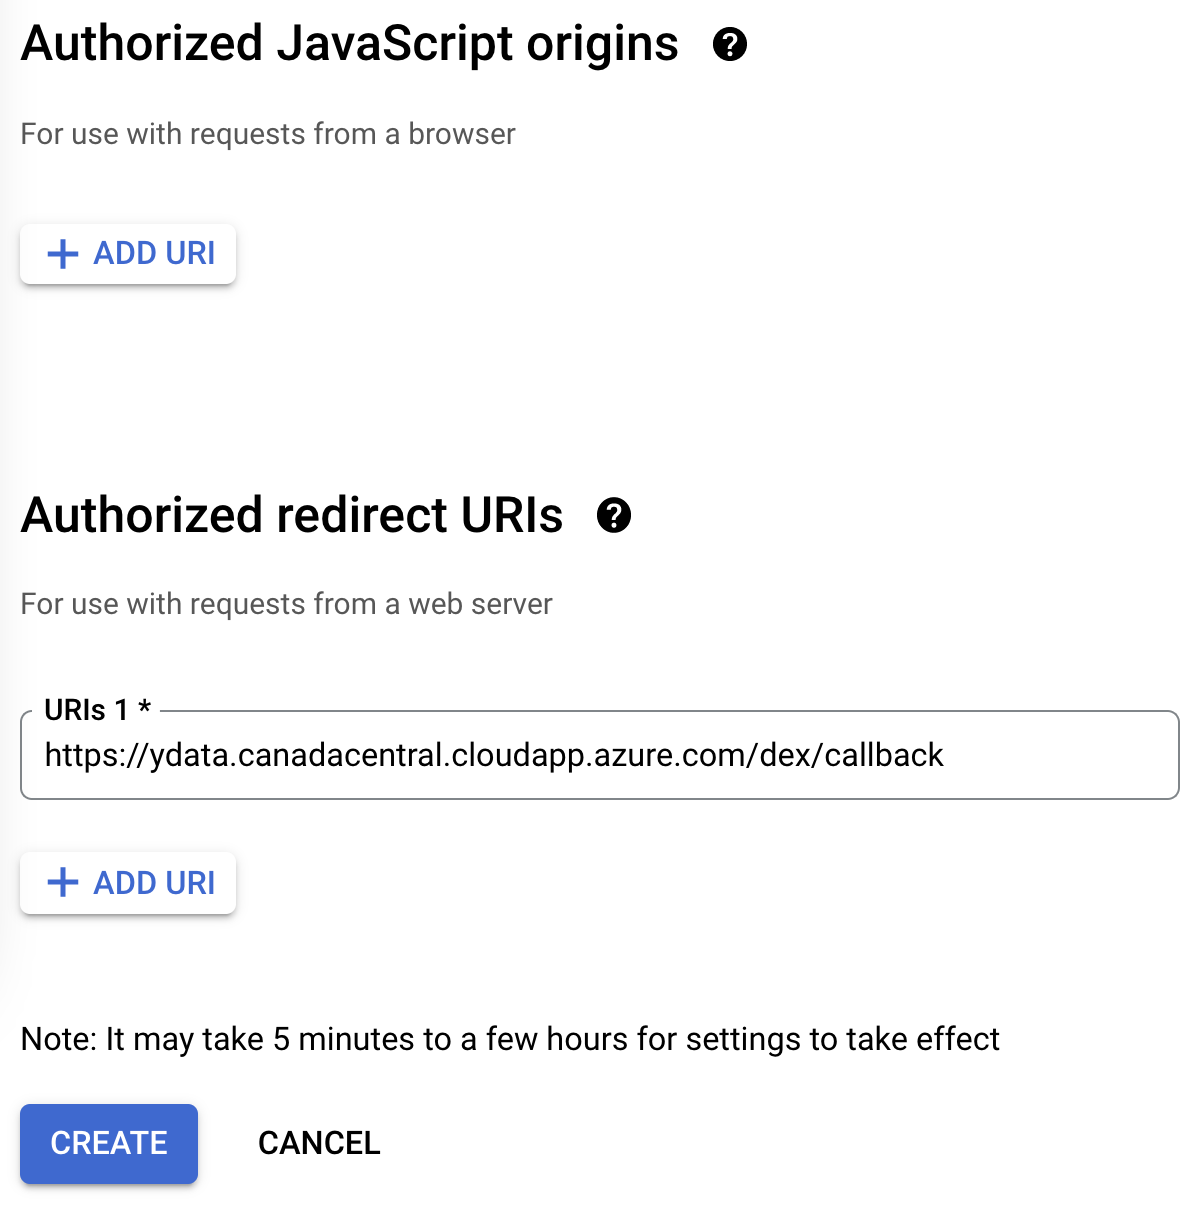 Authorized JavaScript origins ?
For use with requests from a browser
+ ADD URI
Authorized redirect URIs ?
For use with requests from a web server
URIs 1 *
https://ydata.canadacentral.cloudapp.azure.com/dex/callback
+ ADD URI
Note: It may take 5 minutes to a few hours for settings to take effect
CREATE CANCEL